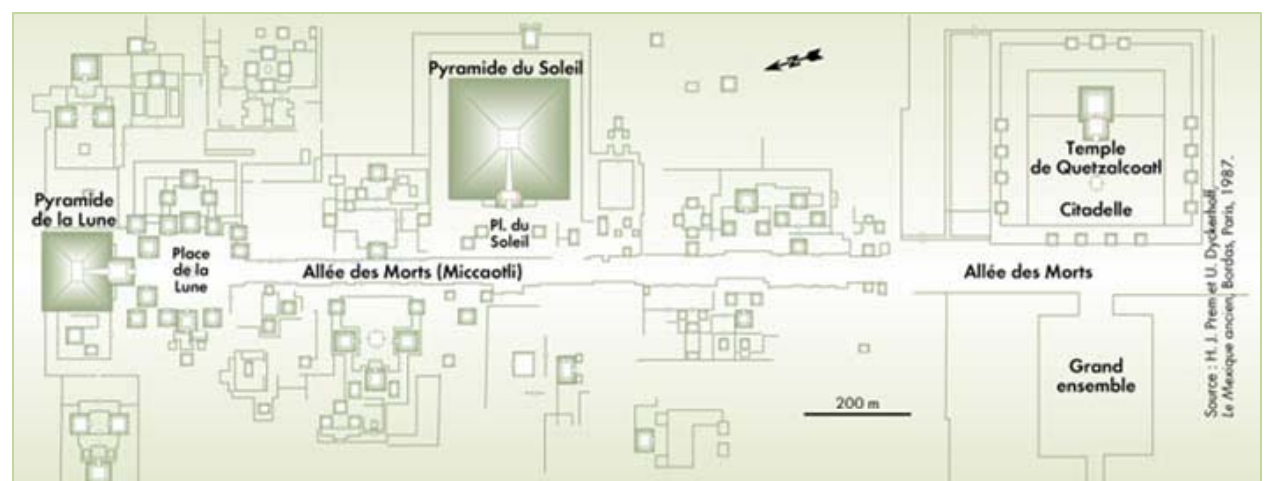 Pyramide du Soleil
N
Pyramide
de la Lune
Place
de la
Lune
Pl. du
Soleil
Allée des Morts (Miccaotli)
Temple
de Quetzalcoatl
Citadelle
Allée des Morts
Grand
ensemble
200 m
Source : H. J. Prem et U. Dyckerhoff,
Le Mexique ancien, Bordas, Paris, 1987.